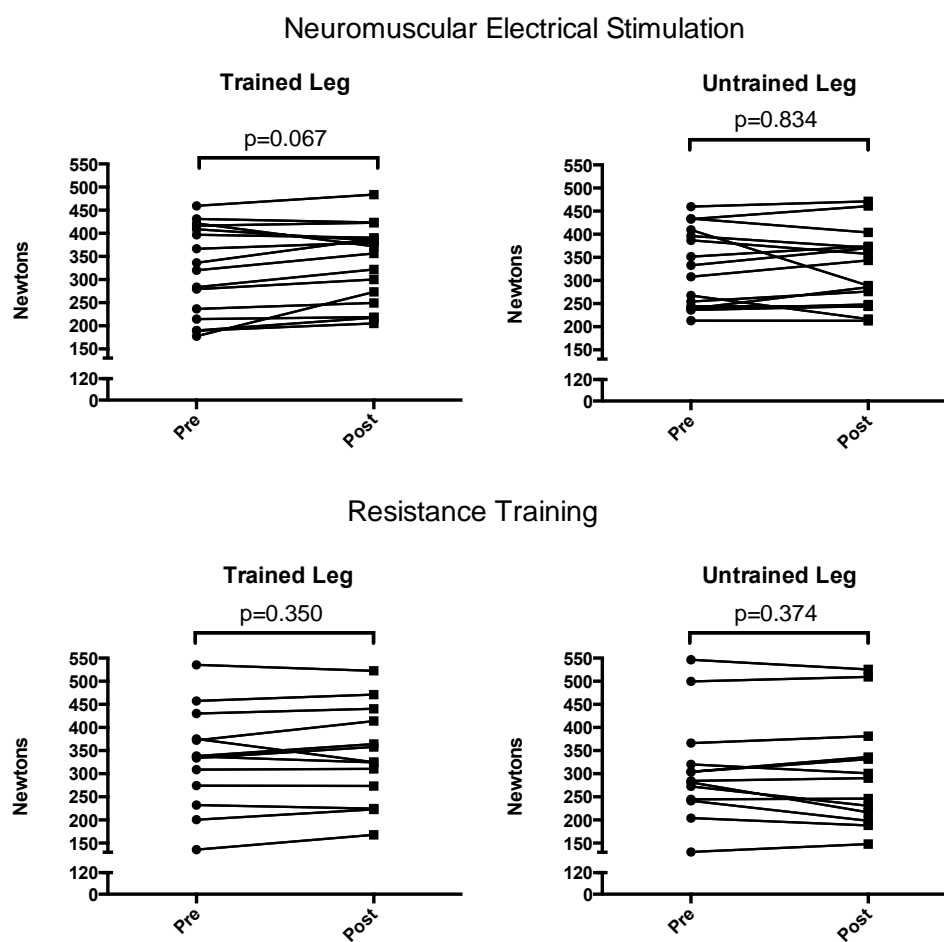 Neuromuscular Electrical Stimulation
Trained Leg
p=0.067
550
500
450
400
350
300
250
200
150
120
0
Newtons
Pre
Post
Untrained Leg
p=0.834
550
500
450
400
350
300
250
200
150
120
0
Newtons
Pre
Post
Resistance Training
Trained Leg
p=0.350
550
500
450
400
350
300
250
200
150
120
0
Newtons
Pre
Post
Untrained Leg
p=0.374
550
500
450
400
350
300
250
200
150
120
0
Newtons
Pre
Post